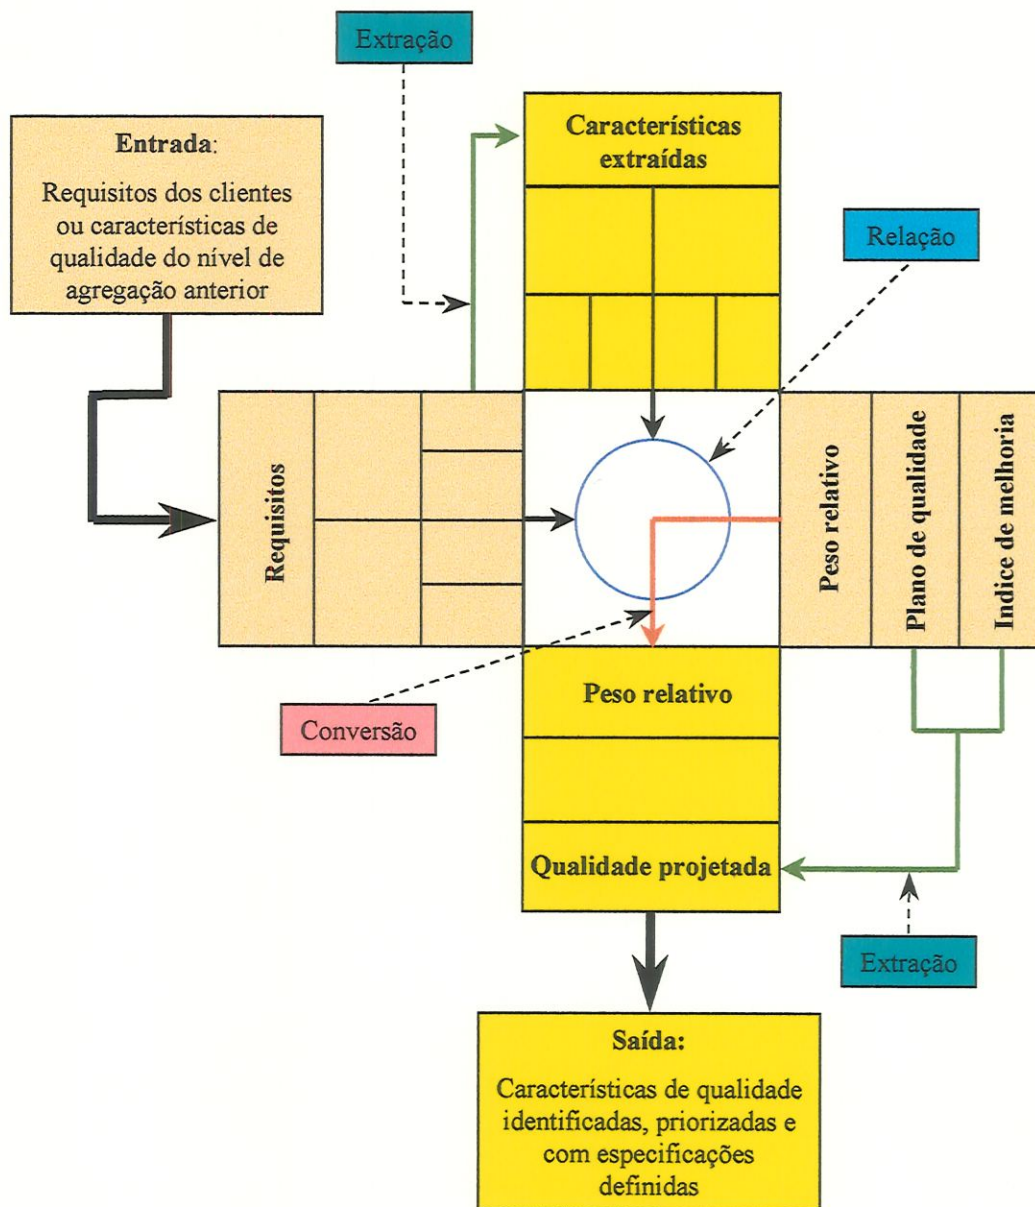 Extração
Entrada:
Requisitos dos clientes
ou características de
qualidade do nível de
agregação anterior
Características
extraídas
Relação
Requisitos
Peso relativo
Plano de qualidade
Indice de melhoria
Conversão
Peso relativo
Qualidade projetada
Extração
Saída:
Características de qualidade
identificadas, priorizadas e
com especificações
definidas